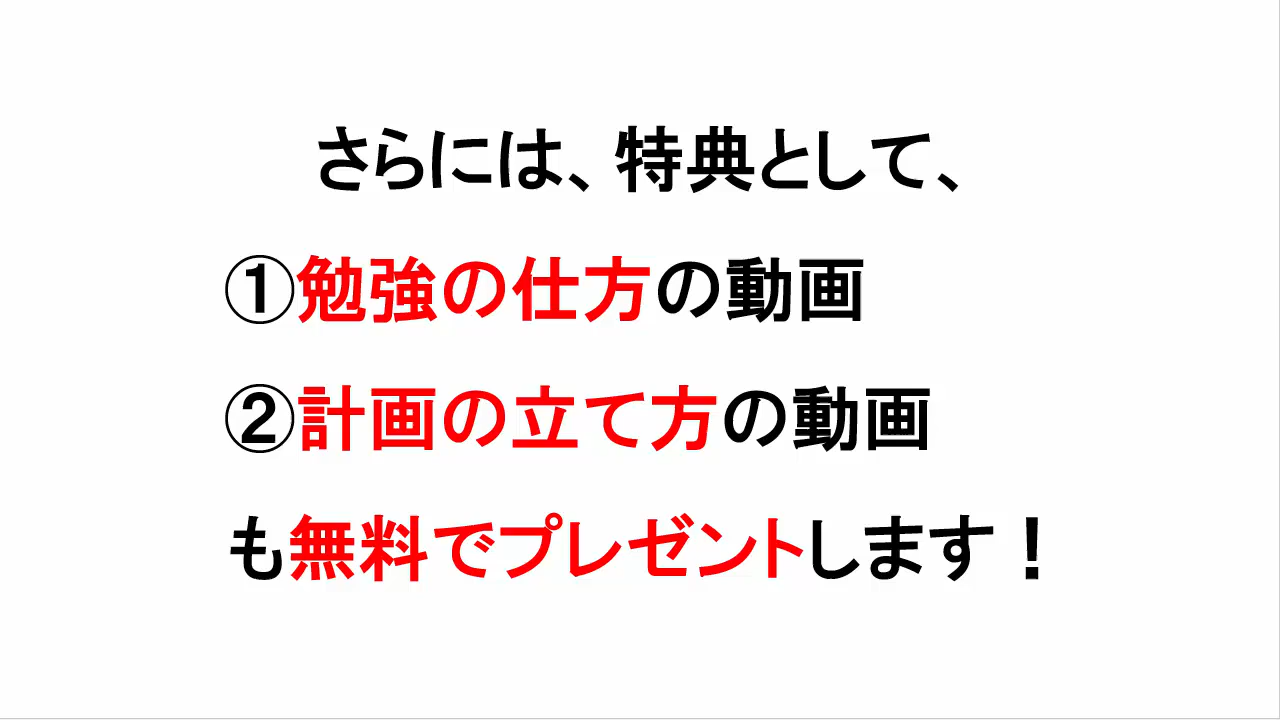 さらには、特典として、
①勉強の仕方の動画
②計画の立て方の動画
も無料でプレゼントします！